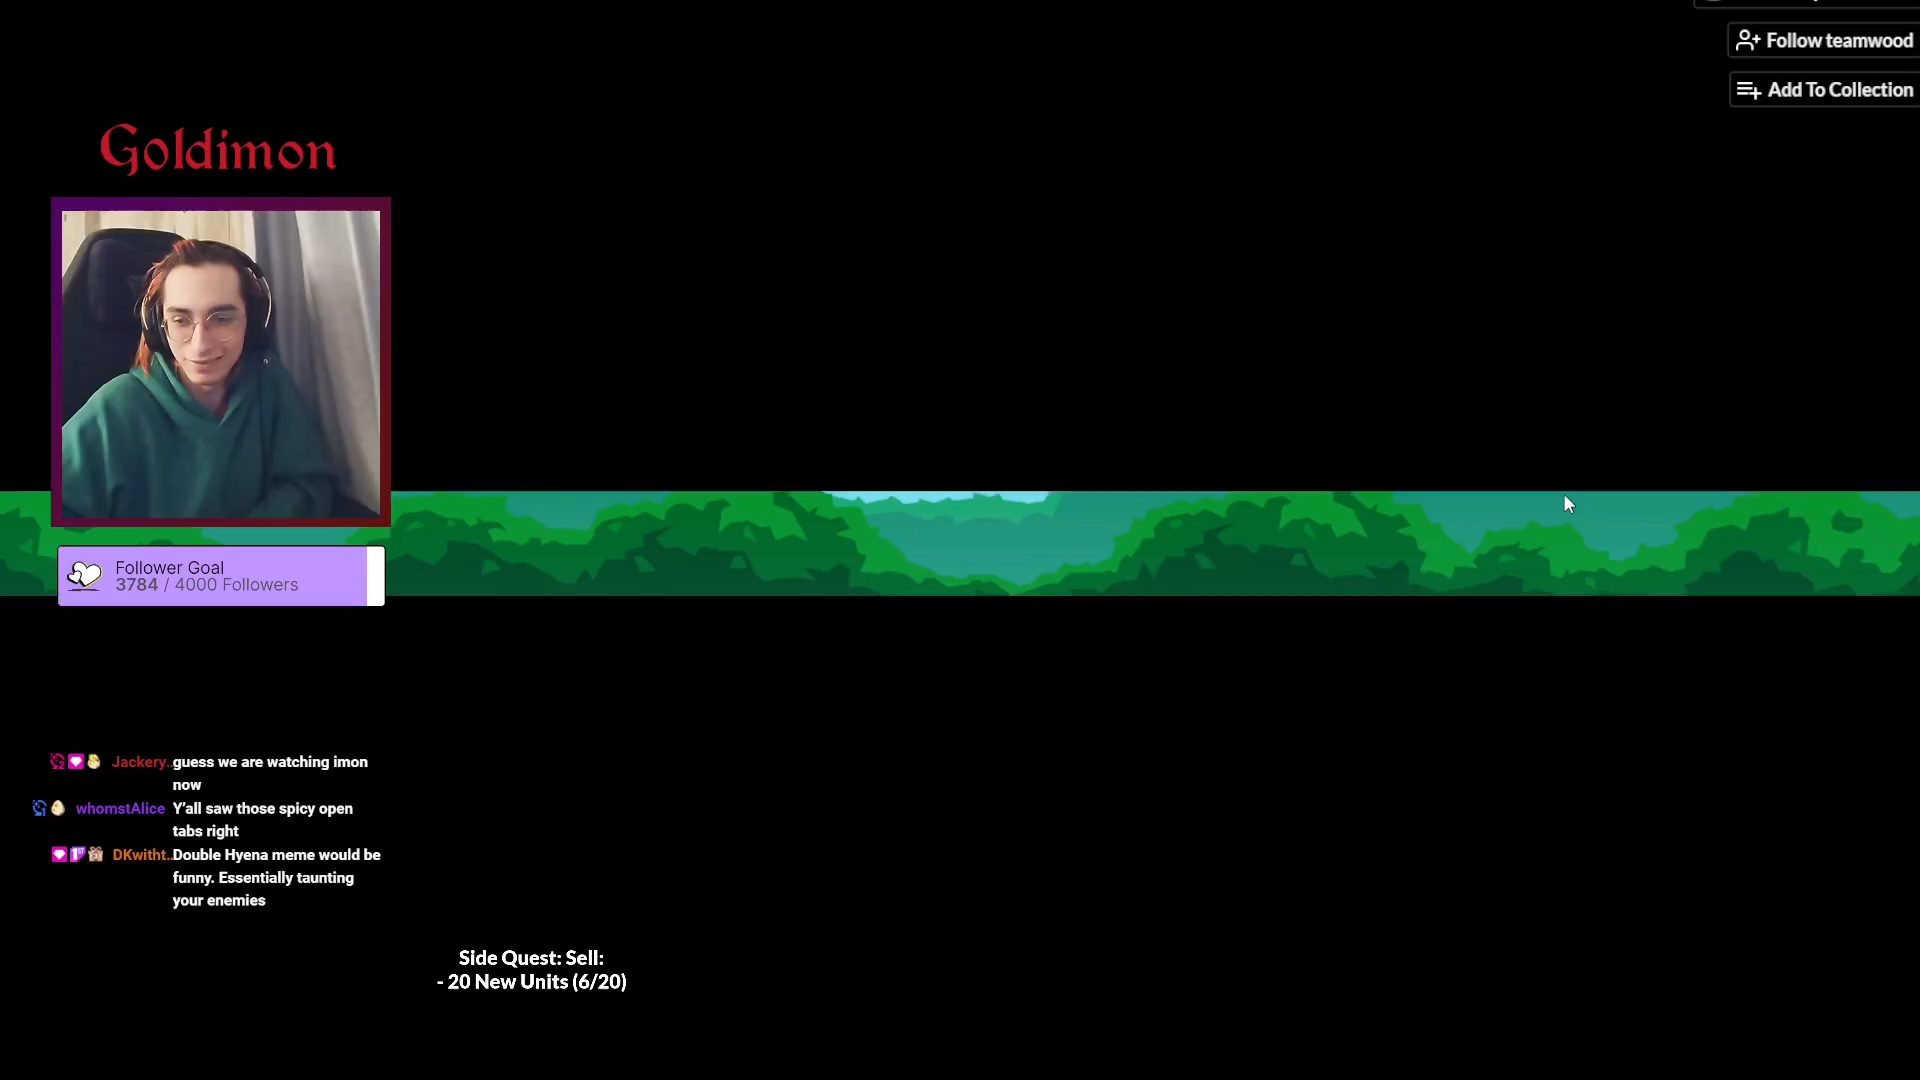 Follow teamwood
Add To Collection
Goldimon
Follower Goal
3784 / 4000 Followers
Jackery..guess we are watching imon
now
whomstAlice Y'all saw those spicy open
tabs right
DKwitht..Double Hyena meme would be
funny. Essentially taunting
your enemies
Side Quest: Sell:
- 20 New Units (6/20)